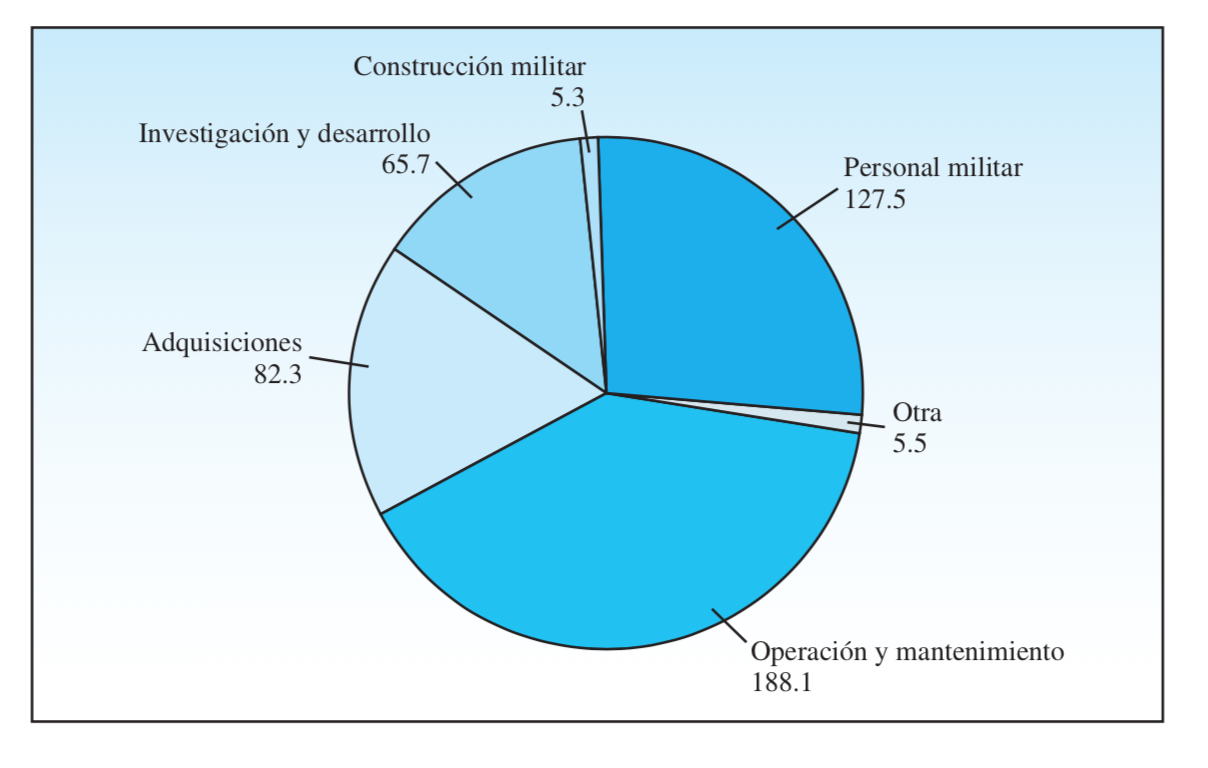 Construcción militar
5.3
Investigación y desarrollo
65.7
Personal militar
127.5
Adquisiciones
82.3
Otra
5.5
Operación y mantenimiento
188.1